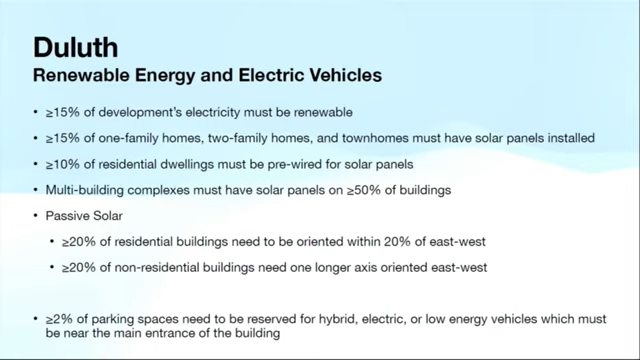 Duluth
Renewable Energy and Electric Vehicles
• ≥15% of development's electricity must be renewable
• ≥15% of one-family homes, two-family homes, and townhomes must have solar panels installed
• ≥10% of residential dwellings must be pre-wired for solar panels
• Multi-building complexes must have solar panels on ≥50% of buildings
• Passive Solar
• ≥20% of residential buildings need to be oriented within 20% of east-west
• ≥20% of non-residential buildings need one longer axis oriented east-west
• ≥2% of parking spaces need to be reserved for hybrid, electric, or low energy vehicles which must
be near the main entrance of the building